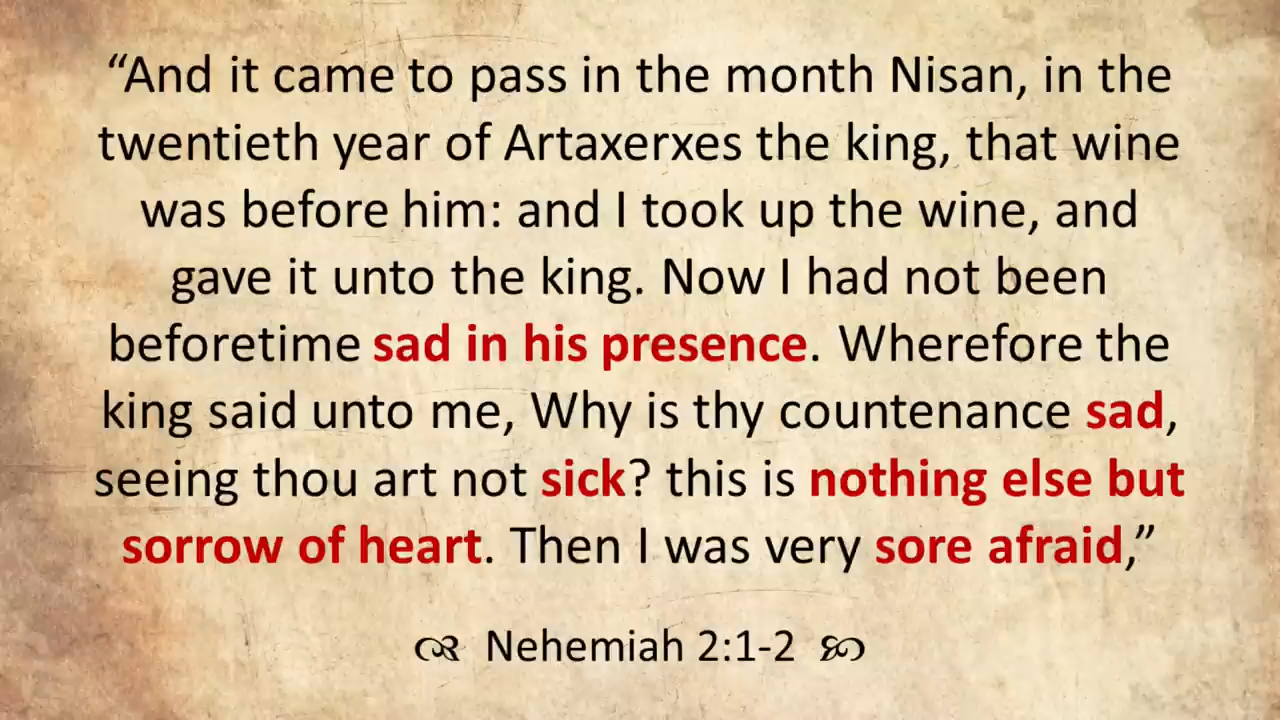 “And it came to pass in the month Nisan, in the
twentieth year of Artaxerxes the king, that wine
was before him: and I took up the wine, and
gave it unto the king. Now I had not been
beforetime sad in his presence. Wherefore the
king said unto me, Why is thy countenance sad,
seeing thou art not sick? this is nothing else but
sorrow of heart. Then I was very sore afraid,”
Nehemiah 2:1-2